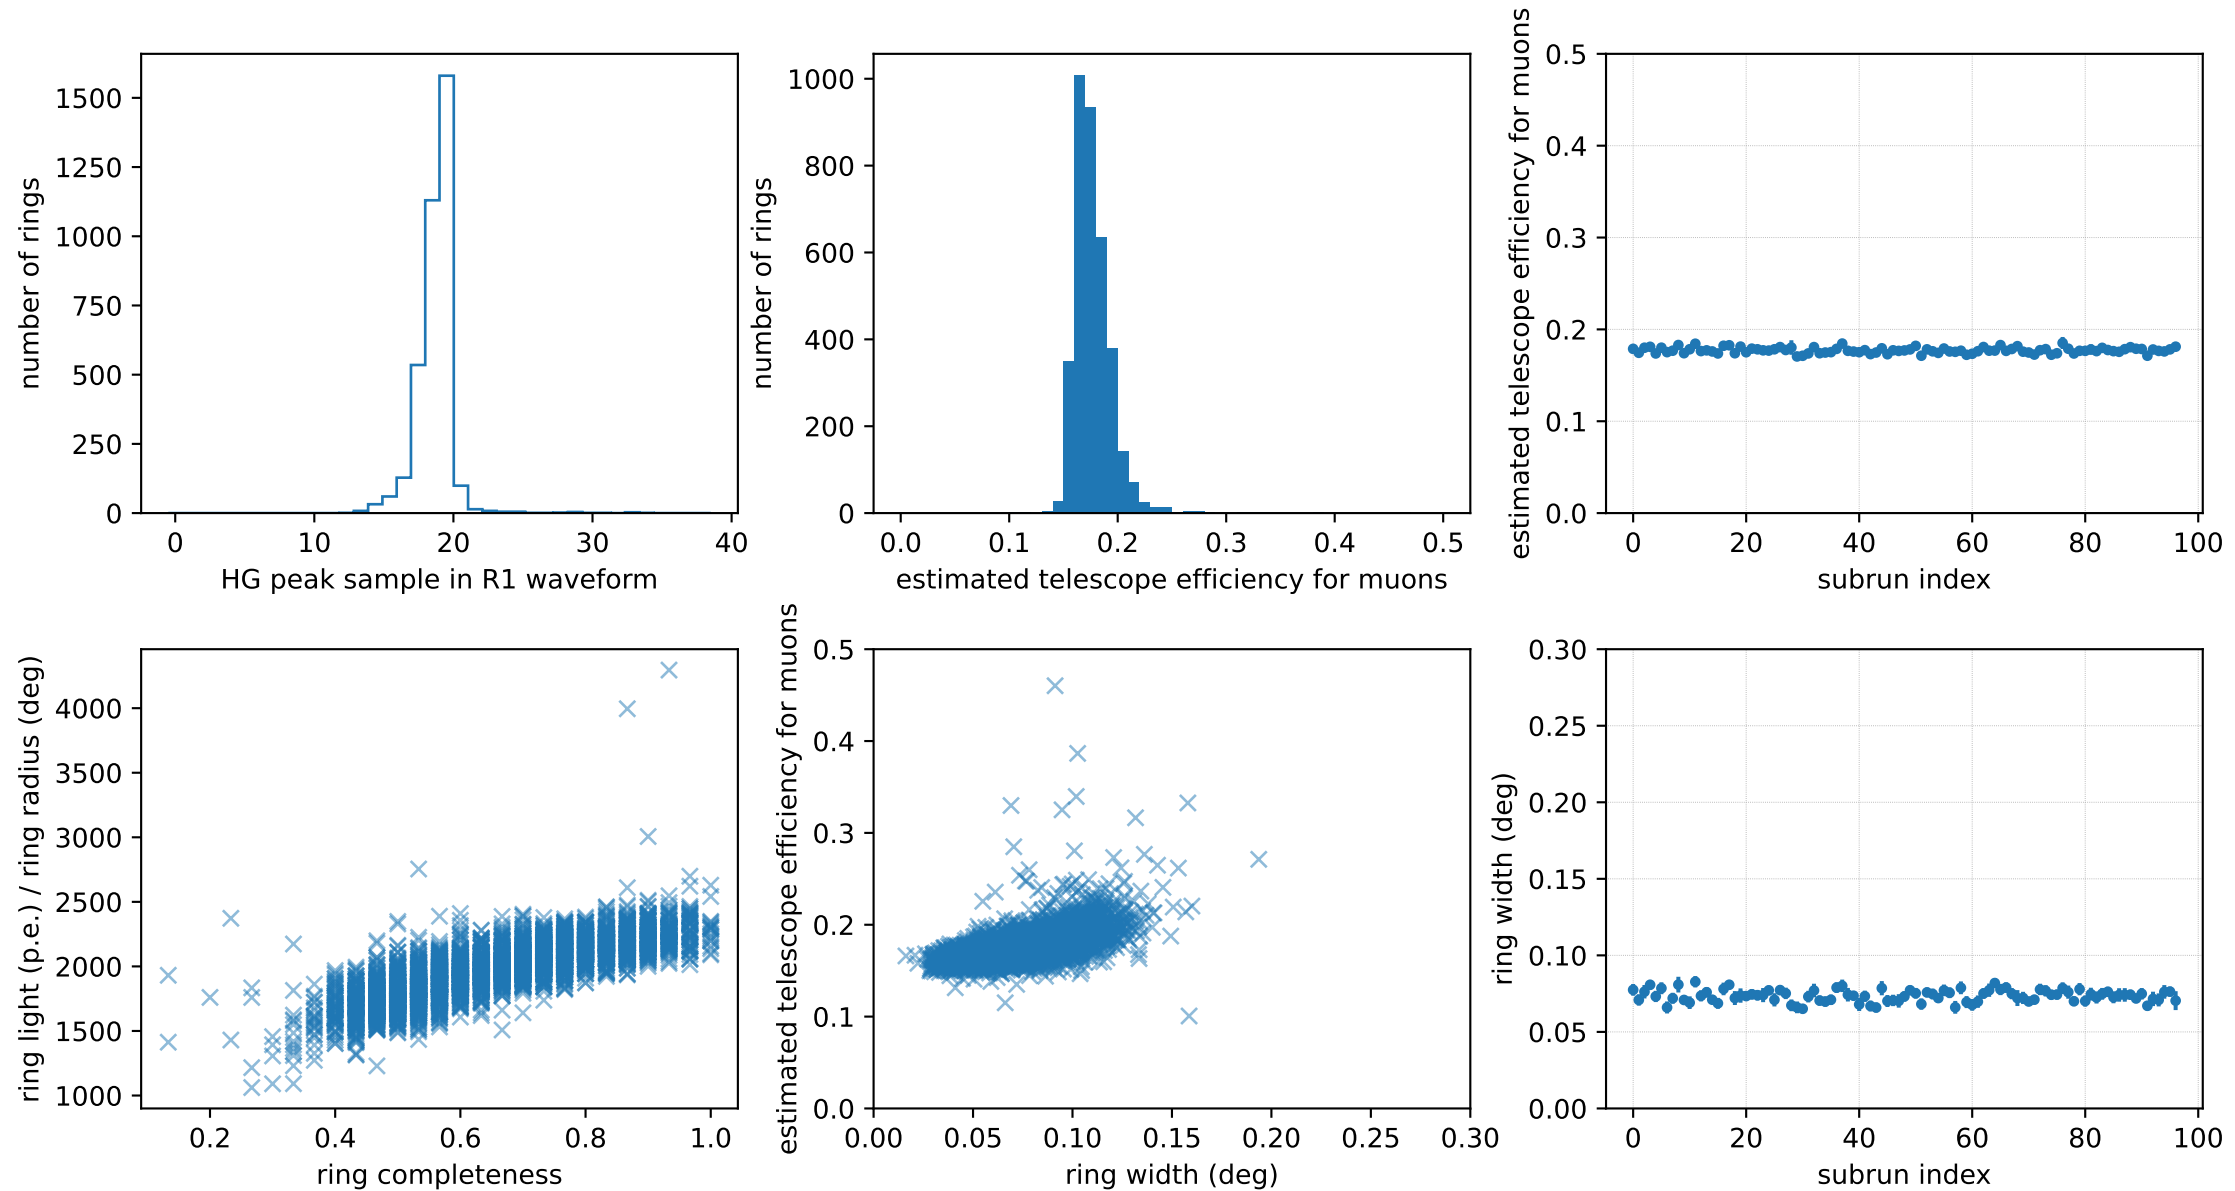 number of rings
1500
1250
1000
750
500
250
0
0 10 20 30 40
HG peak sample in R1 waveform
number of rings
1000
800
600
400
200
0
0.0 0.1 0.2 0.3 0.4 0.5
estimated telescope efficiency for muons
estimated telescope efficiency for muons
0.5
0.4
0.3
0.2
0.1
0.0
0 20 40 60 80 100
subrun index
ring light (p.e.) / ring radius (deg)
4000
3500
3000
2500
2000
1500
1000
0.2 0.4 0.6 0.8 1.0
ring completeness
estimated telescope efficiency for muons
0.5
0.4
0.3
0.2
0.1
0.0
0.00 0.05 0.10 0.15 0.20 0.25 0.30
ring width (deg)
ring width (deg)
0.30
0.25
0.20
0.15
0.10
0.05
0.00
0 20 40 60 80 100
subrun index